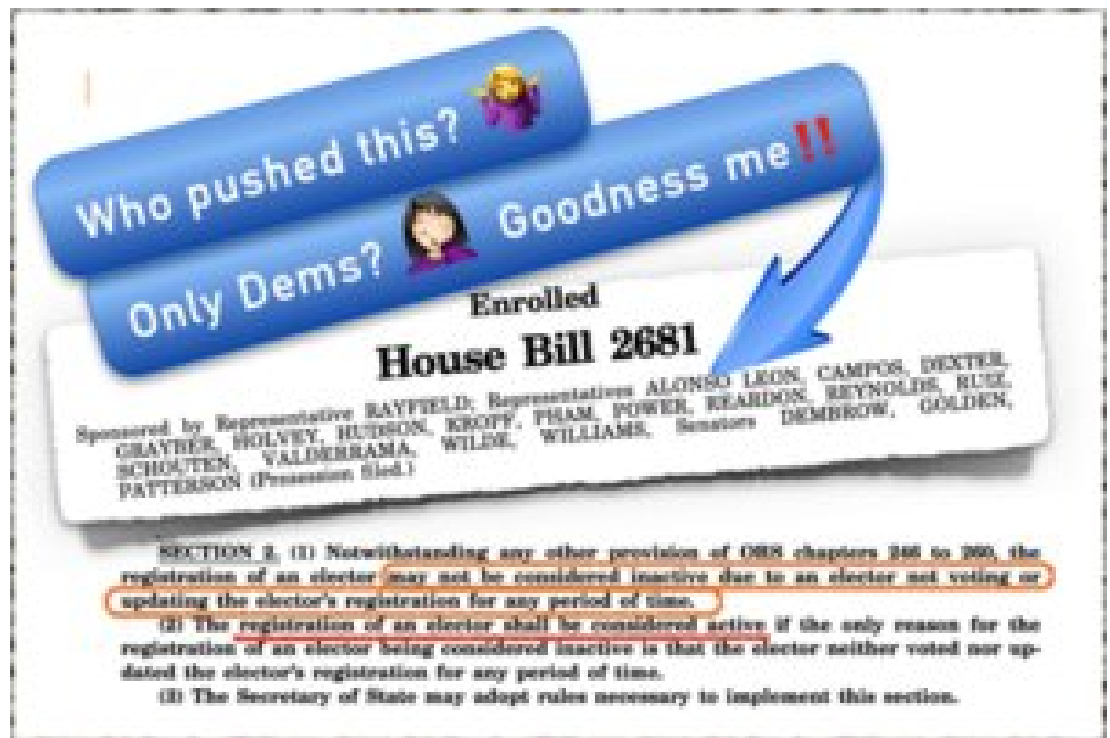 Who pushed this? 🤷‍♀️
Only Dems? 🤦🏻‍♀️ Goodness me‼️
Enrolled
House Bill 2681
Sponsored by Representative RAYFIELD; Representatives ALONSO LEON, CAMPOS, DEXTER,
GRAYBER, HOLVEY, HUDSON, KROPF, PHAM, POWER, REARDON, REYNOLDS, RUIZ,
SCHOUTEN, VALDERRAMA, WILDE, WILLIAMS, Senators DEMBROW, GOLDEN,
PATTERSON (Presession filed.)
SECTION 2. (1) Notwithstanding any other provision of ORS chapters 246 to 260, the
registration of an elector may not be considered inactive due to an elector not voting or
updating the elector's registration for any period of time.
(2) The registration of an elector shall be considered active if the only reason for the
registration of an elector being considered inactive is that the elector neither voted nor up-
dated the elector's registration for any period of time.
(3) The Secretary of State may adopt rules necessary to implement this section.